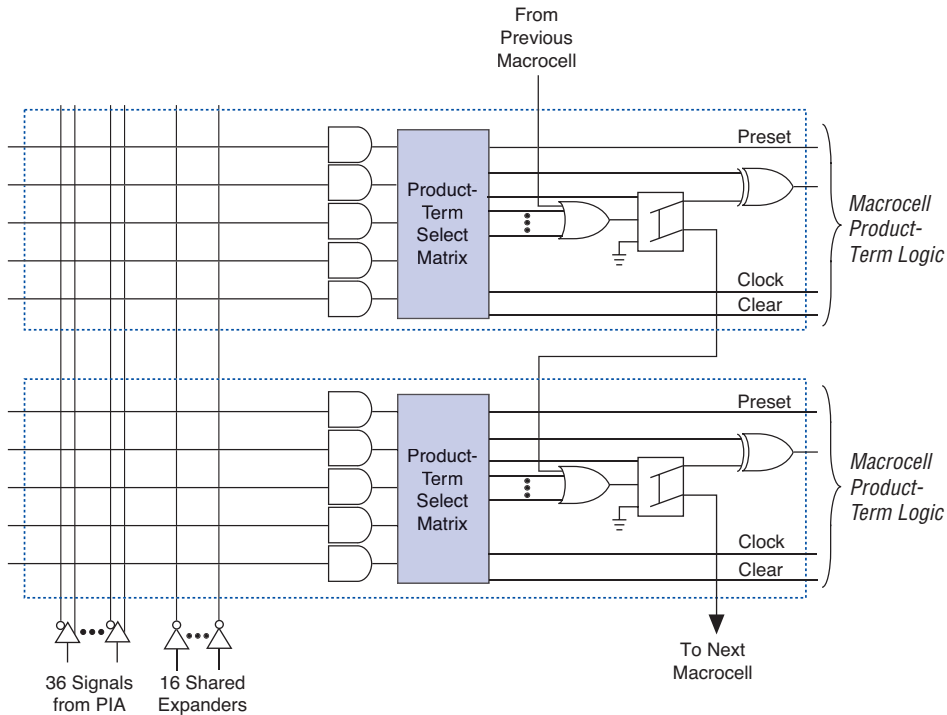 From
Previous
Macrocell
Preset
Product-
Term
Select
Matrix
Macrocell
Product-
Term Logic
Clock
Clear
Preset
Product-
Term
Select
Matrix
Macrocell
Product-
Term Logic
Clock
Clear
36 Signals
from PIA
16 Shared
Expanders
To Next
Macrocell